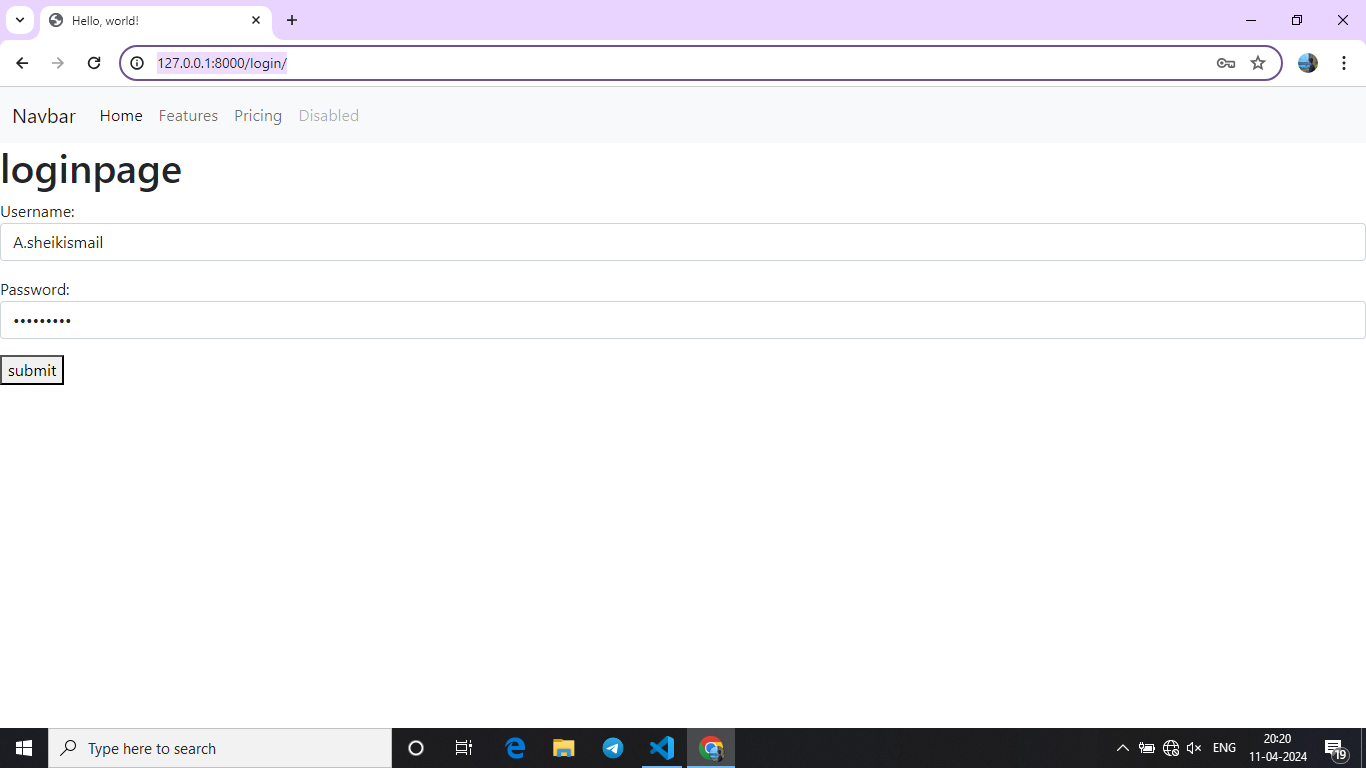 Hello, world!
127.0.0.1:8000/login/
Navbar Home Features Pricing Disabled
loginpage
Username:
A.sheikismail
Password:
•••••••••
submit
Type here to search
ENG
20:20
11-04-2024
19